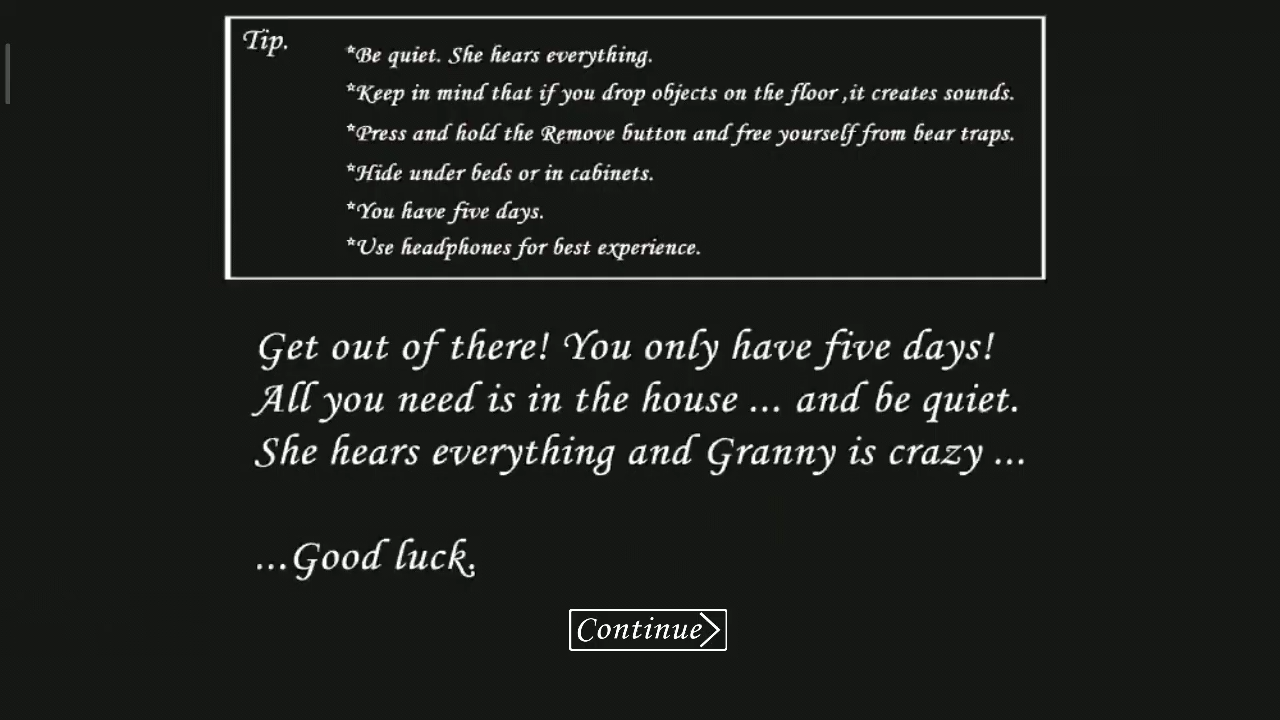 Tip.
*Be quiet. She hears everything.
*Keep in mind that if you drop objects on the floor ,it creates sounds.
*Press and hold the Remove button and free yourself from bear traps.
*Hide under beds or in cabinets.
*You have five days.
*Use headphones for best experience.
Get out of there! You only have five days!
All you need is in the house ... and be quiet.
She hears everything and Granny is crazy ...
...Good luck.
Continue